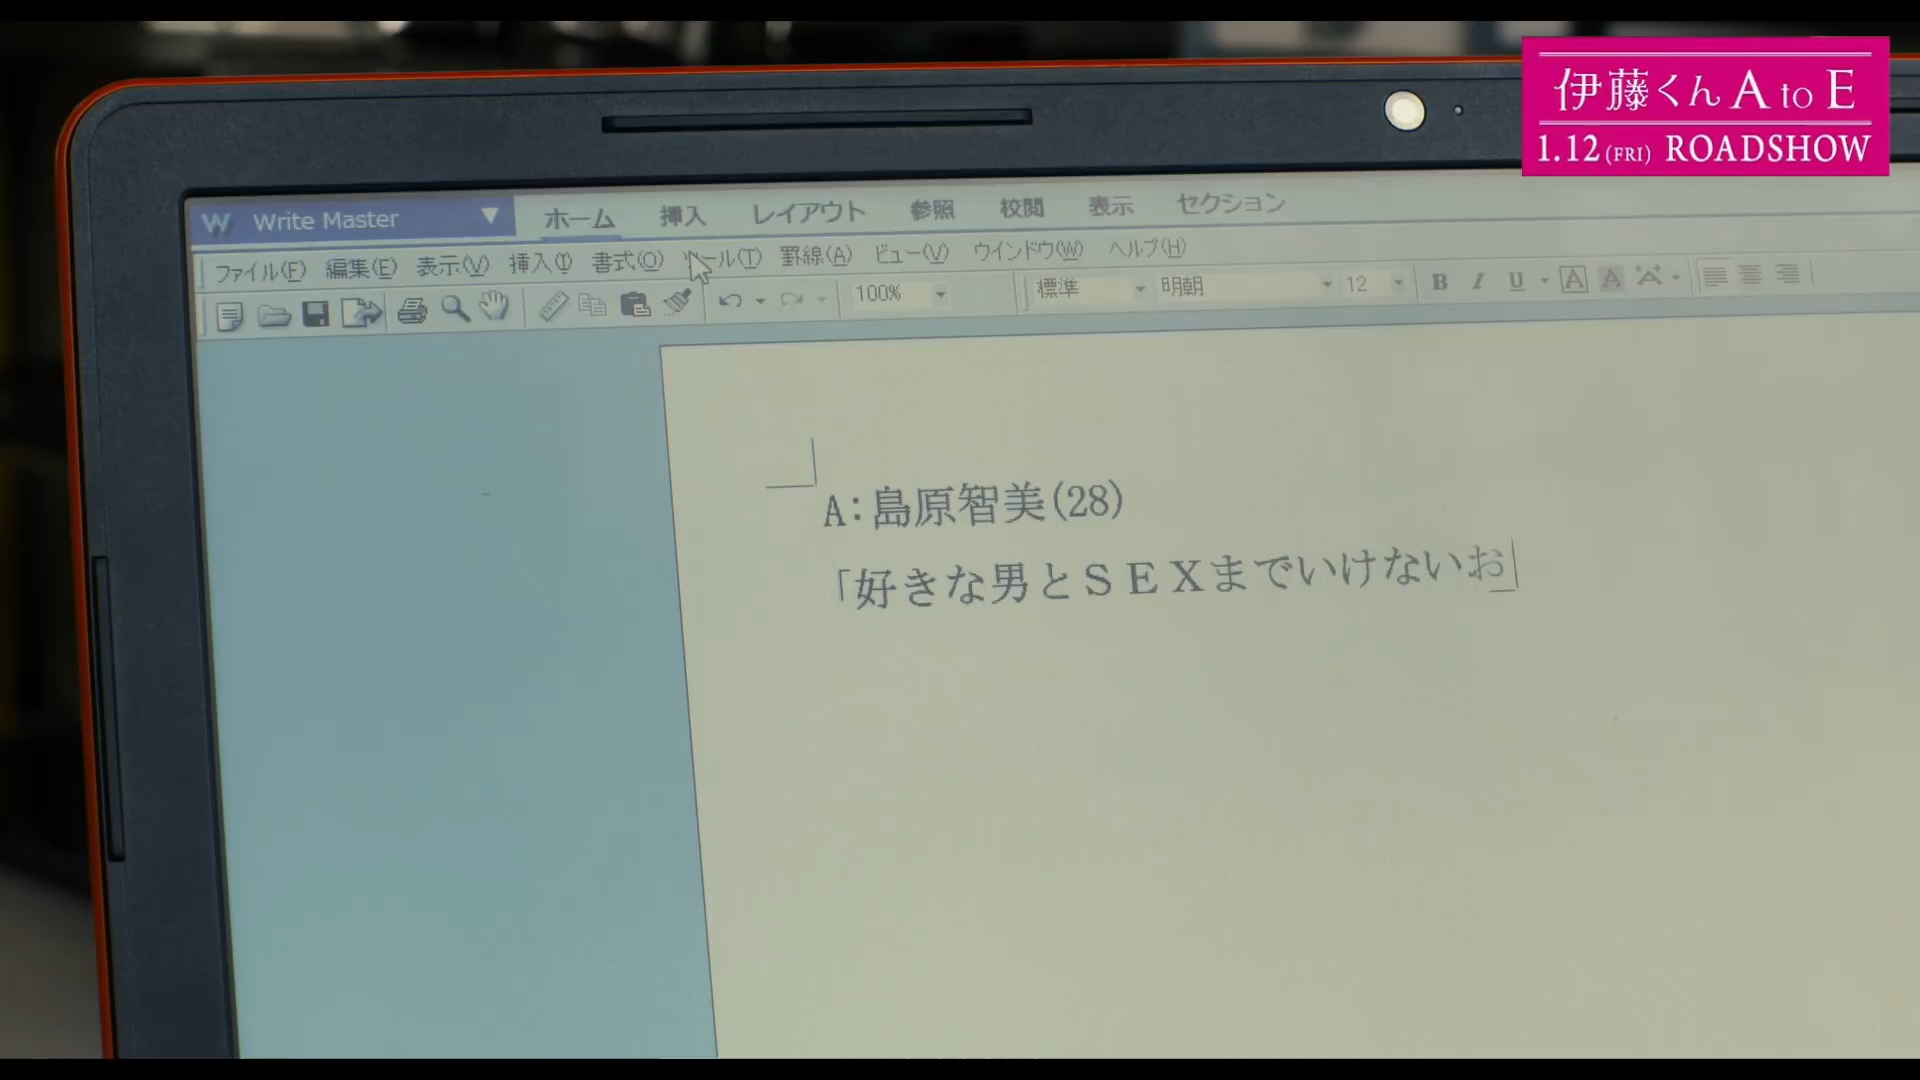 伊藤くん A to E
1.12(FRI) ROADSHOW
Write Master
ホーム 挿入 レイアウト 参照 校閲 表示 セクション
ファイル(F) 編集(E) 表示(V) 挿入(I) 書式(O) ツール(T) 罫線(A) ビュー(V) ウインドウ(W) ヘルプ(H)
100% 標準 明朝 12 B I U A A
A:島原智美(28)
「好きな男とＳＥＸまでいけないお